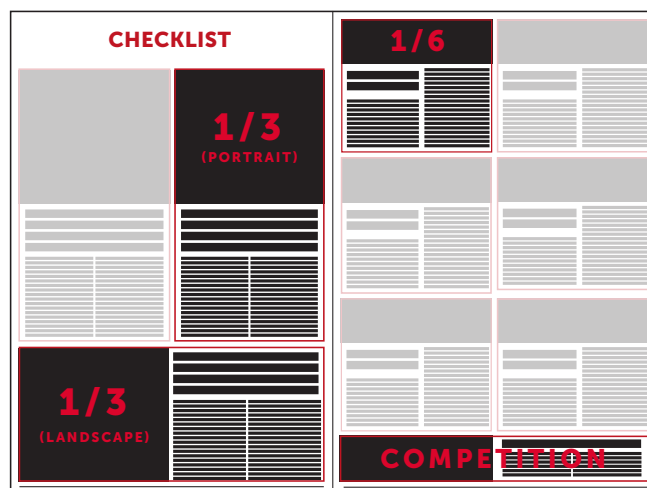 CHECKLIST
1/3
(PORTRAIT)
1/3
(LANDSCAPE)
1/6
COMPETITION